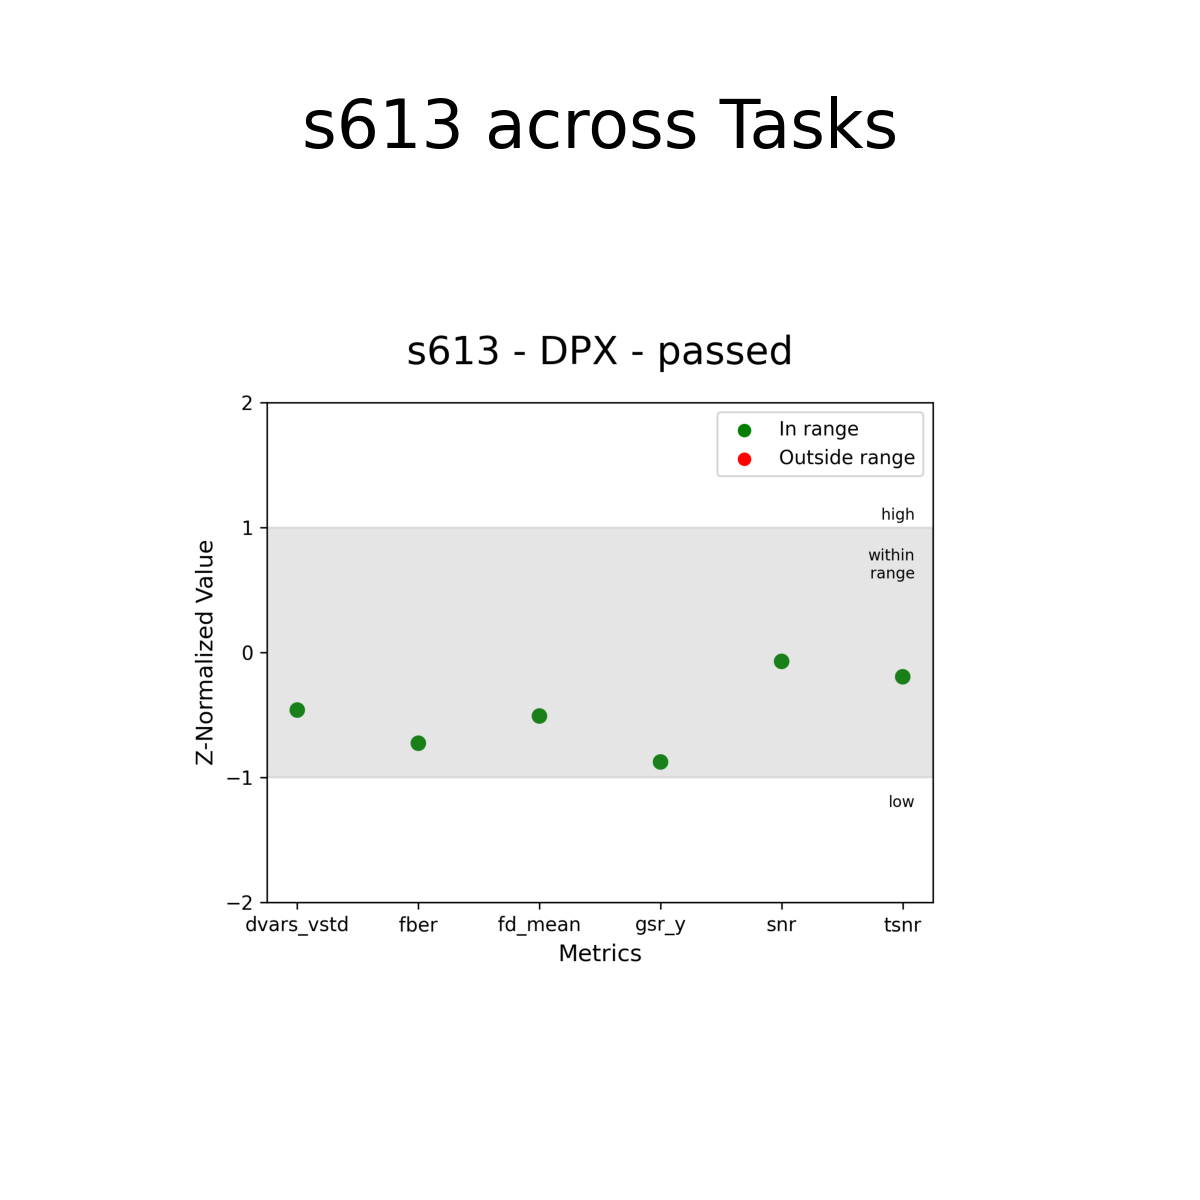 s613 across Tasks
s613 - DPX - passed
2
1
0
−1
−2
Z-Normalized Value
In range
Outside range
high
within
range
low
dvars_vstd
fber
fd_mean
gsr_y
snr
tsnr
Metrics